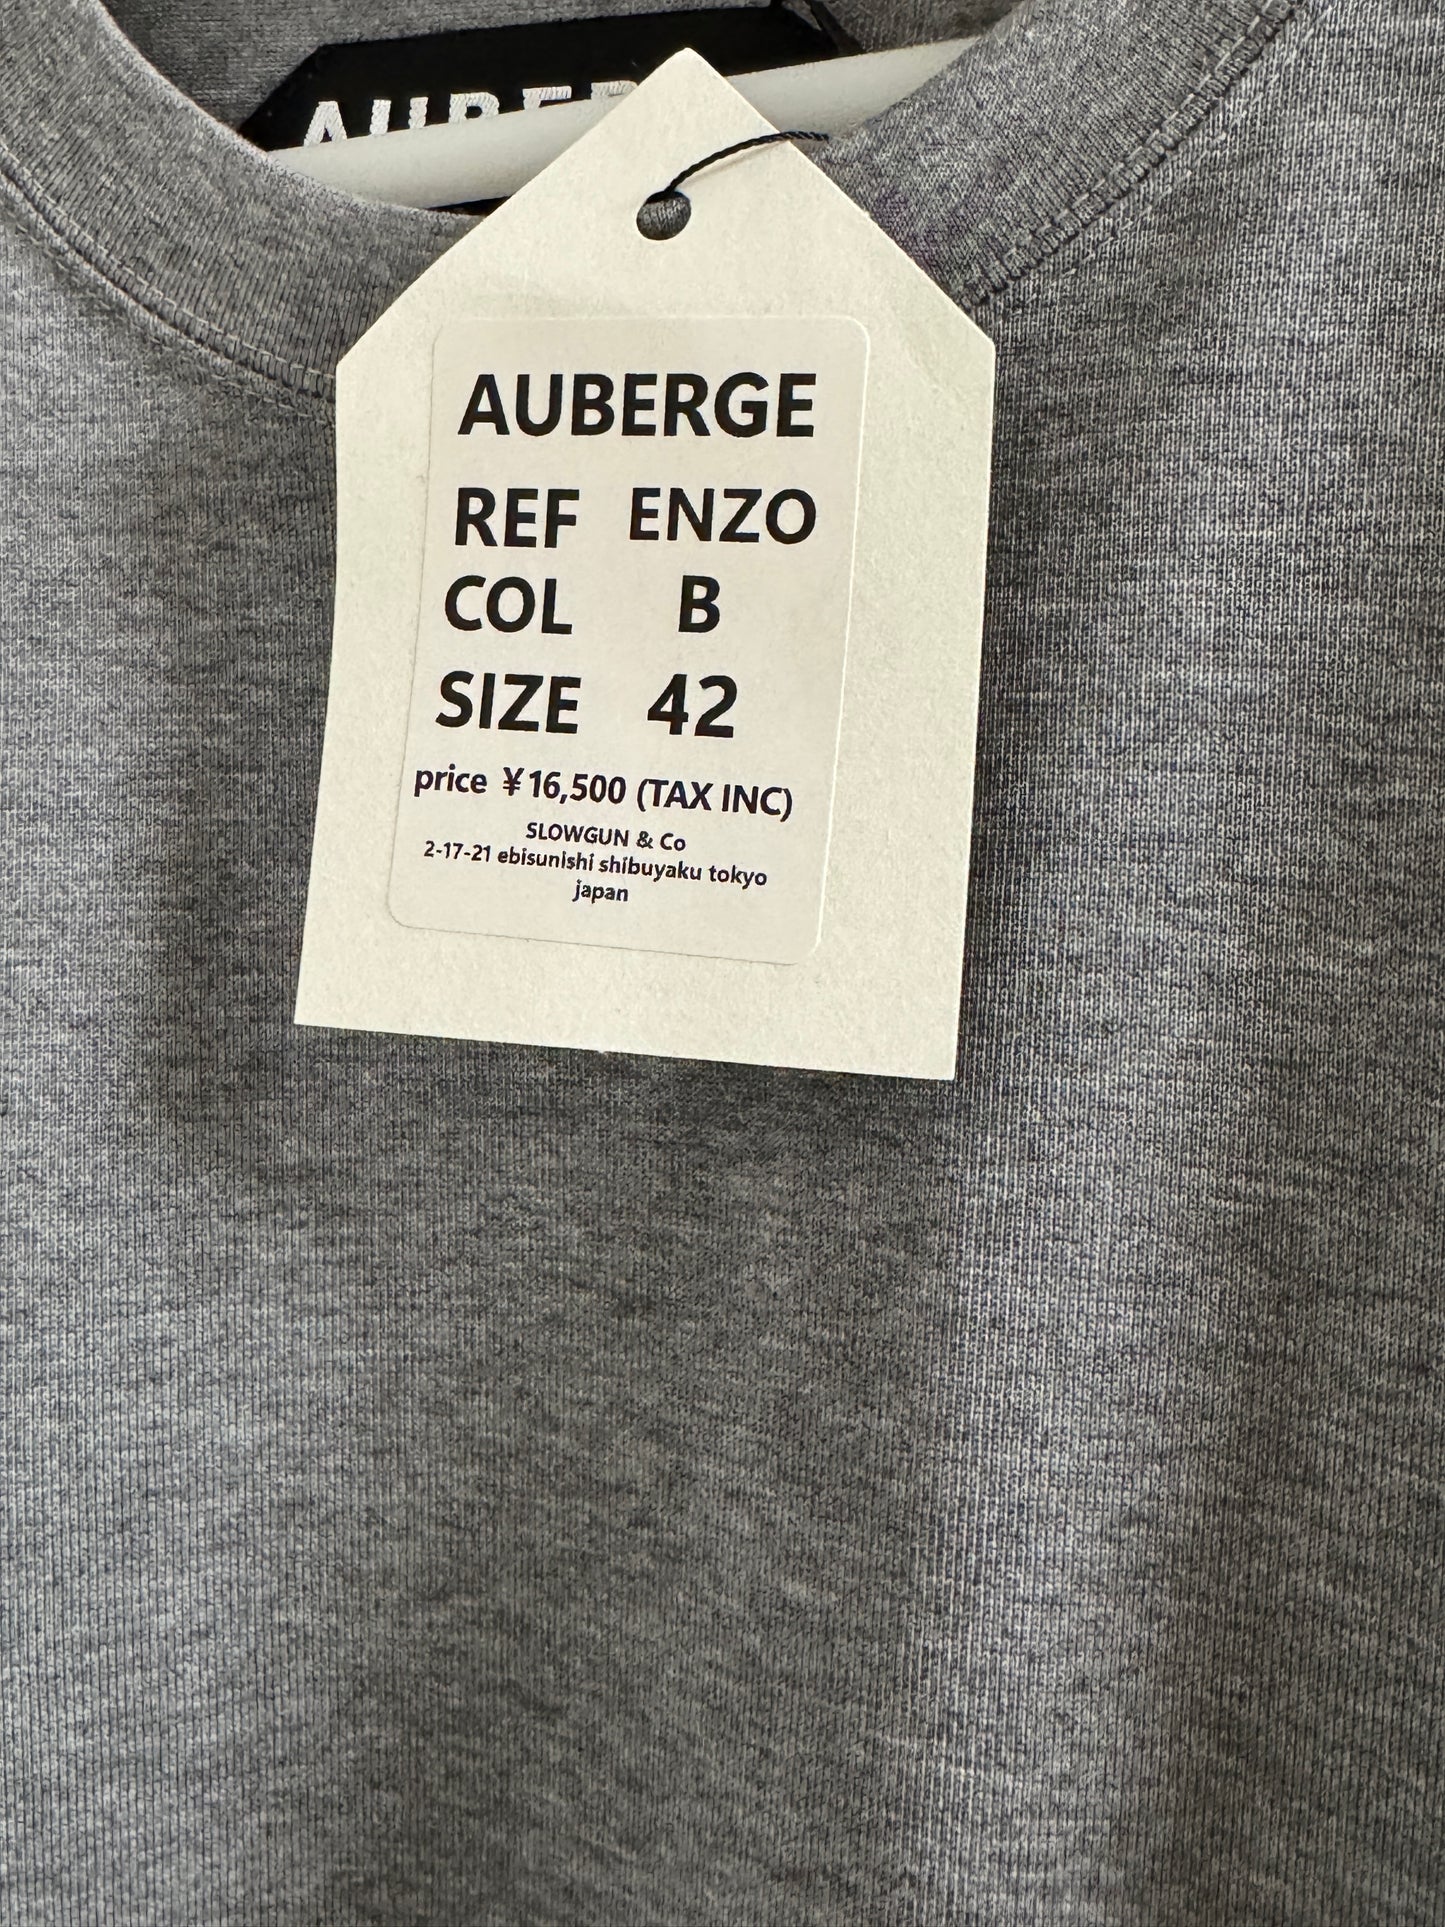 AUBERGE
REF ENZO
COL B
SIZE 42
price ¥16,500 (TAX INC)
SLOWGUN & Co
2-17-21 ebisunishi shibuyaku tokyo
japan